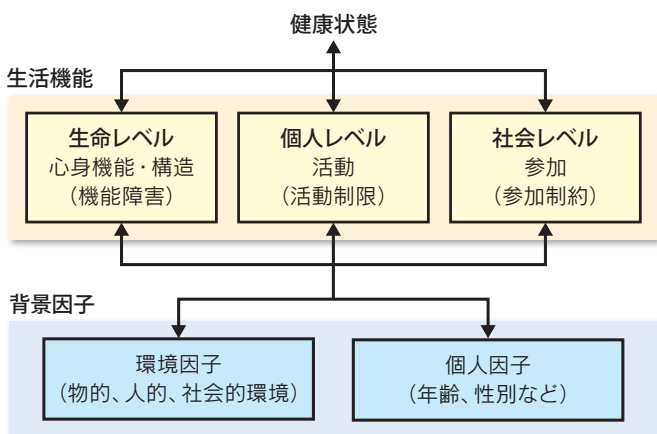 健康状態
生活機能
生命レベル
心身機能・構造
（機能障害）
個人レベル
活動
（活動制限）
社会レベル
参加
（参加制約）
背景因子
環境因子
（物的、人的、社会的環境）
個人因子
（年齢、性別など）